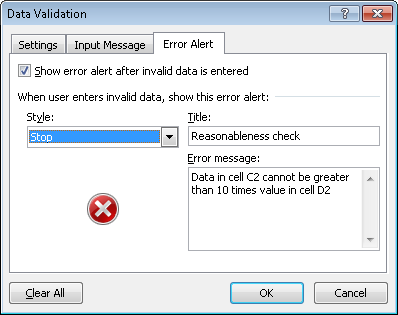 Data Validation
Settings
Input Message
Error Alert
Show error alert after invalid data is entered
When user enters invalid data, show this error alert:
Style:
Title:
Stop
Reasonableness check
Error message:
Data in cell C2 cannot be greater
than 10 times value in cell D2
Clear All
OK
Cancel